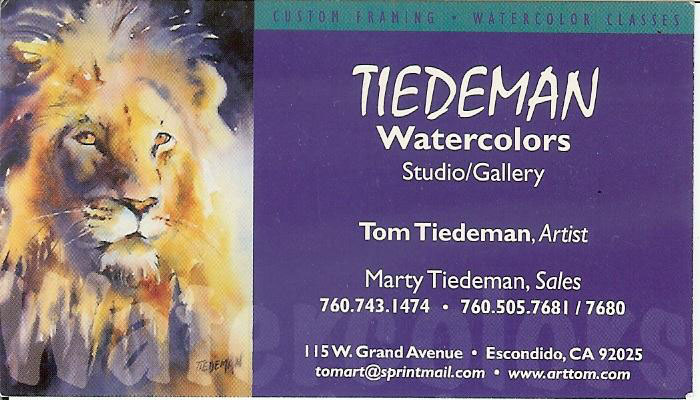 CUSTOM FRAMING • WATERCOLOR CLASSES
TIEDEMAN
Watercolors
Studio/Gallery
Tom Tiedeman, Artist
Marty Tiedeman, Sales
760.743.1474 • 760.505.7681 / 7680
115 W. Grand Avenue • Escondido, CA 92025
tomart@sprintmail.com • www.arttom.com
TIEDEMAN
Watercolors